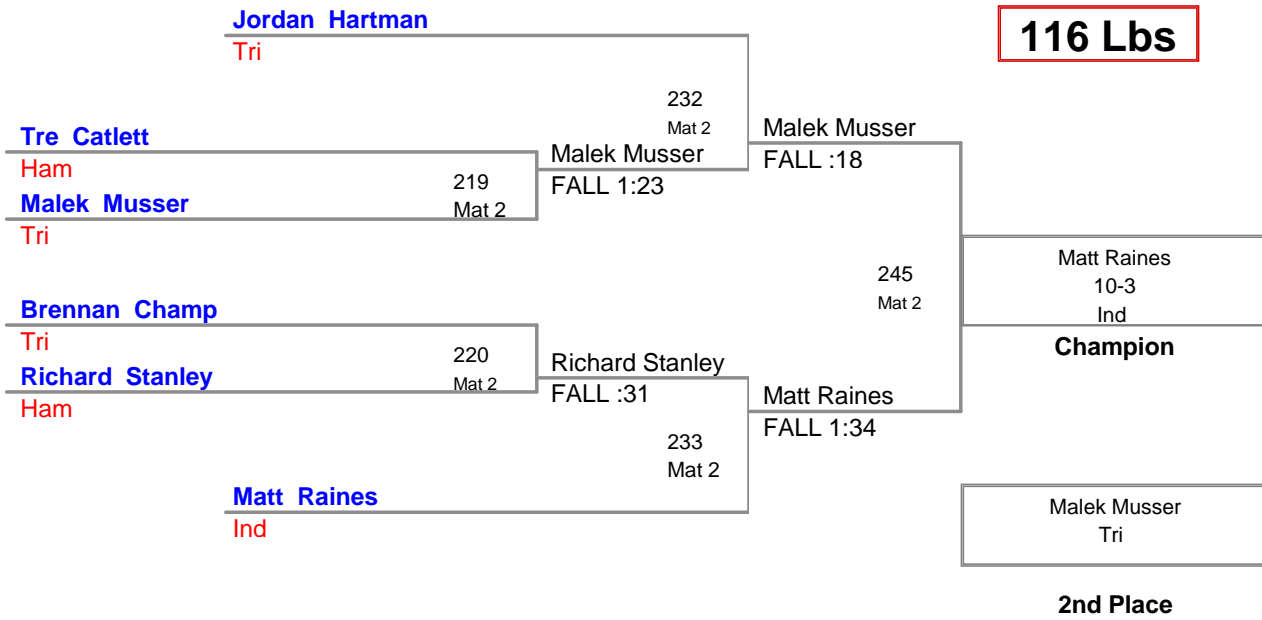 Jordan Hartman
Tri
116 Lbs
232
Mat 2
Tre Catlett
Ham
Malek Musser
Tri
219
Mat 2
Malek Musser
FALL 1:23
Malek Musser
FALL :18
245
Mat 2
Matt Raines
10-3
Ind
Champion
Brennan Champ
Tri
Richard Stanley
Ham
220
Mat 2
Richard Stanley
FALL :31
Matt Raines
FALL 1:34
233
Mat 2
Matt Raines
Ind
Malek Musser
Tri
2nd Place